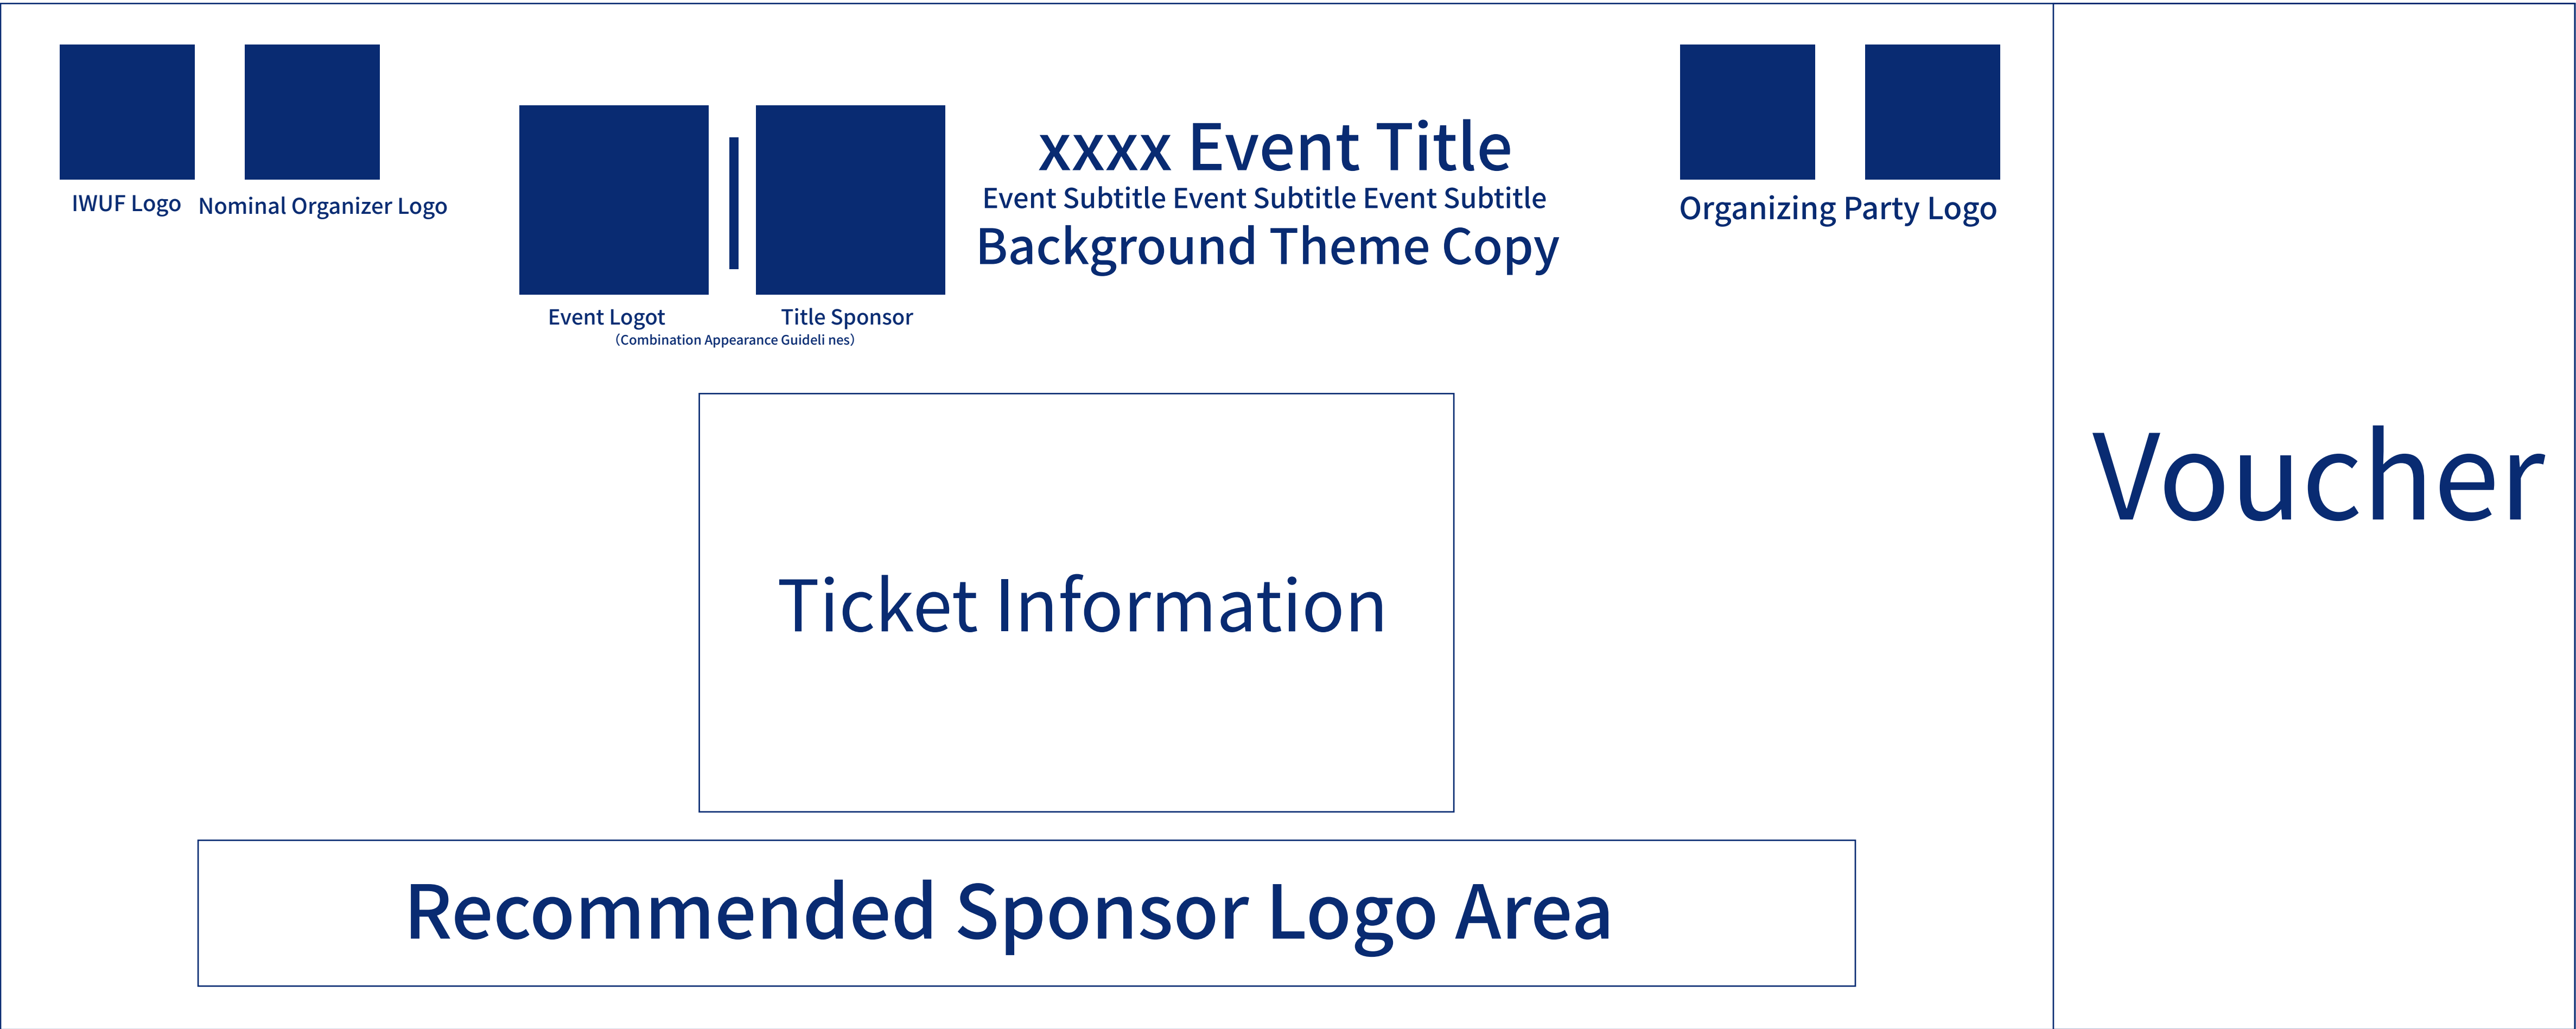 IWUF Logo
Nominal Organizer Logo
Event Logot
Title Sponsor
(Combination Appearance Guideli nes)
xxxx Event Title
Event Subtitle Event Subtitle Event Subtitle
Background Theme Copy
Organizing Party Logo
Ticket Information
Recommended Sponsor Logo Area
Voucher